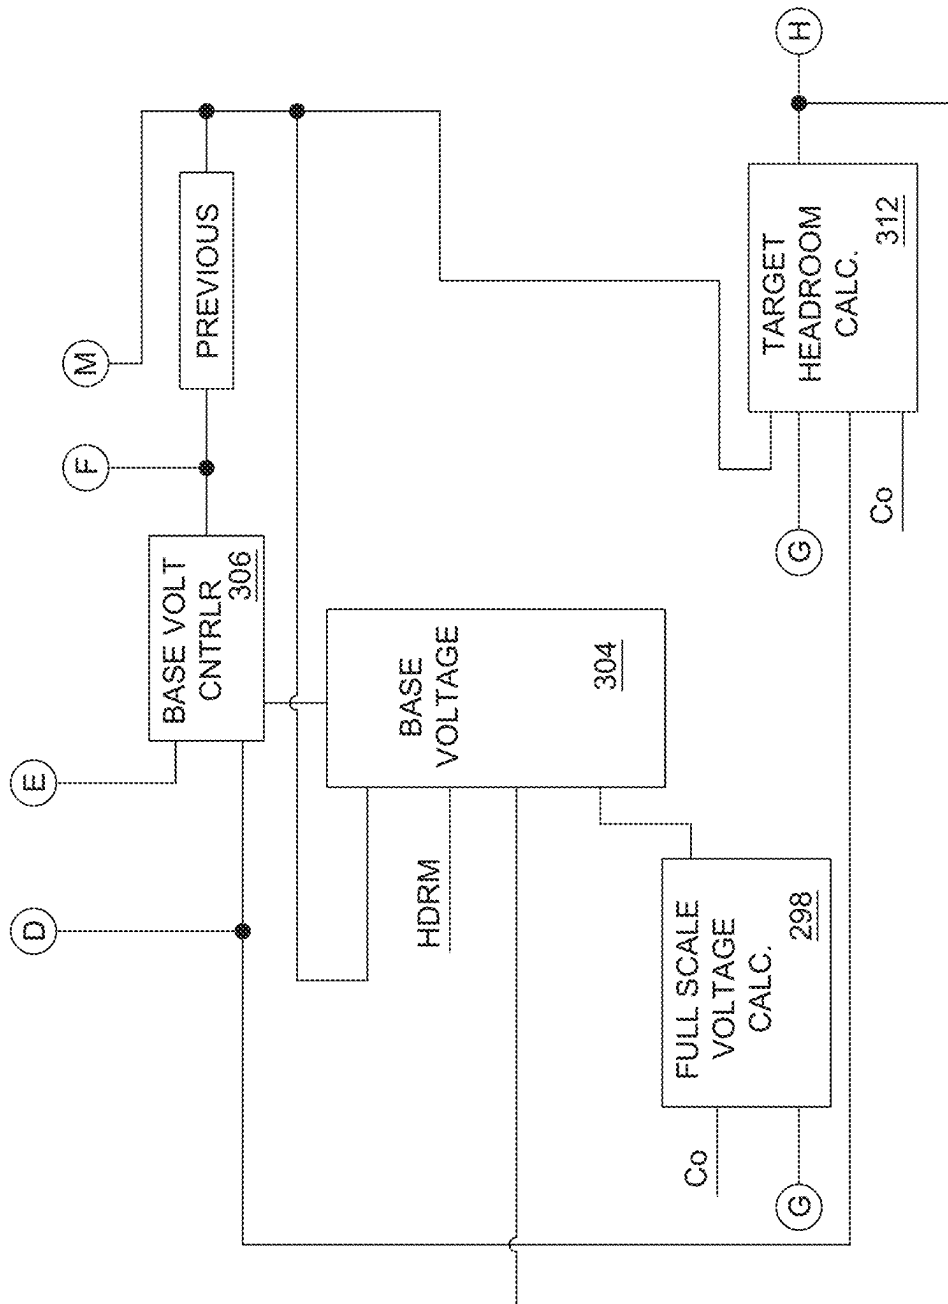 D
E
F
M
BASE VOLT
CNTRLR
306
PREVIOUS
HDRM
BASE
VOLTAGE
304
Co
G
FULL SCALE
VOLTAGE
CALC.
298
G
Co
TARGET
HEADROOM
CALC.
312
H